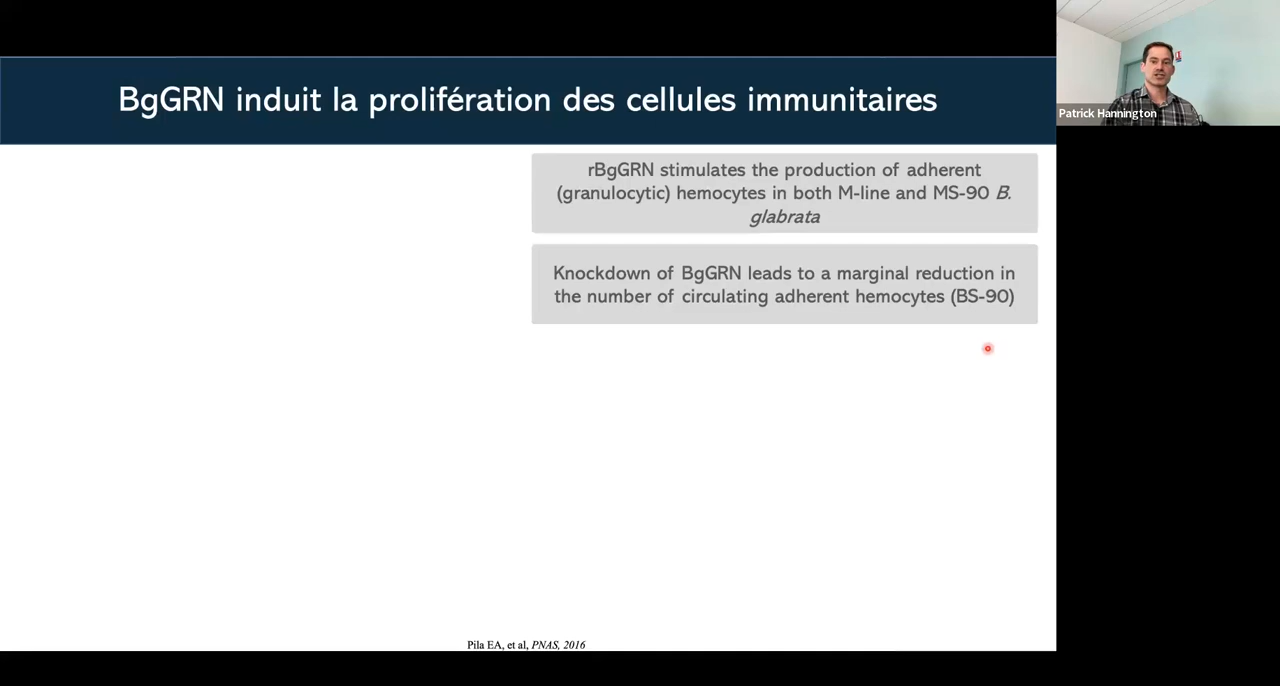 BgGRN induit la prolifération des cellules immunitaires
rBgGRN stimulates the production of adherent
(granulocytic) hemocytes in both M-line and MS-90 B.
glabrata
Knockdown of BgGRN leads to a marginal reduction in
the number of circulating adherent hemocytes (BS-90)
Pila EA, et al, PNAS, 2016
Patrick Hannington